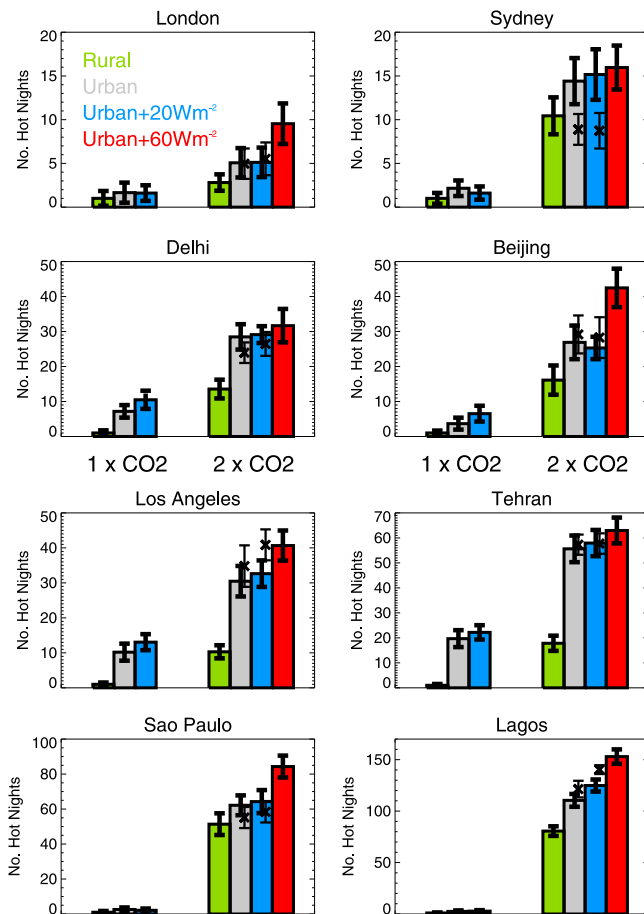 London
Sydney
No. Hot Nights
20
15
10
5
0
Rural
Urban
Urban+20Wm-2
Urban+60Wm-2
No. Hot Nights
20
15
10
5
0
Delhi
Beijing
No. Hot Nights
50
40
30
20
10
0
1 x CO2
2 x CO2
No. Hot Nights
50
40
30
20
10
0
1 x CO2
2 x CO2
Los Angeles
Tehran
No. Hot Nights
50
40
30
20
10
0
No. Hot Nights
70
60
50
40
30
20
10
0
Sao Paulo
Lagos
No. Hot Nights
100
80
60
40
20
0
No. Hot Nights
150
100
50
0